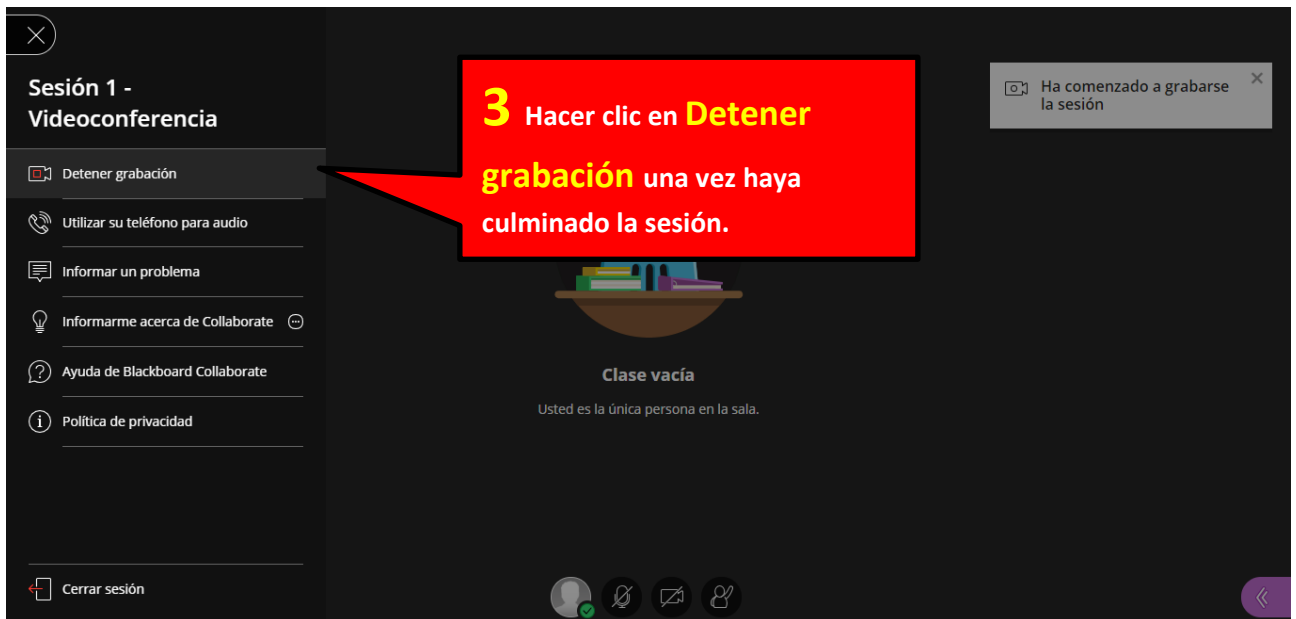 Sesión 1 -
Videoconferencia
Detener grabación
Utilizar su teléfono para audio
Informar un problema
Informarme acerca de Collaborate
Ayuda de Blackboard Collaborate
Política de privacidad
Cerrar sesión
3 Hacer clic en Detener
grabación una vez haya
culminado la sesión.
Ha comenzado a grabarse
la sesión
Clase vacía
Usted es la única persona en la sala.